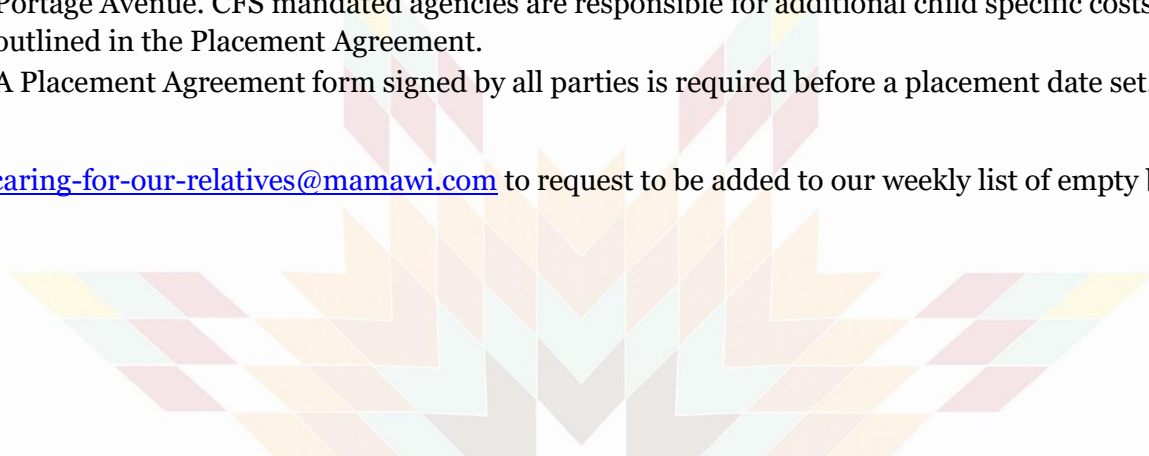 Portage Avenue. CFS mandated agencies are responsible for additional child specific costs
outlined in the Placement Agreement.
A Placement Agreement form signed by all parties is required before a placement date set.
caring-for-our-relatives@mamawi.com to request to be added to our weekly list of empty